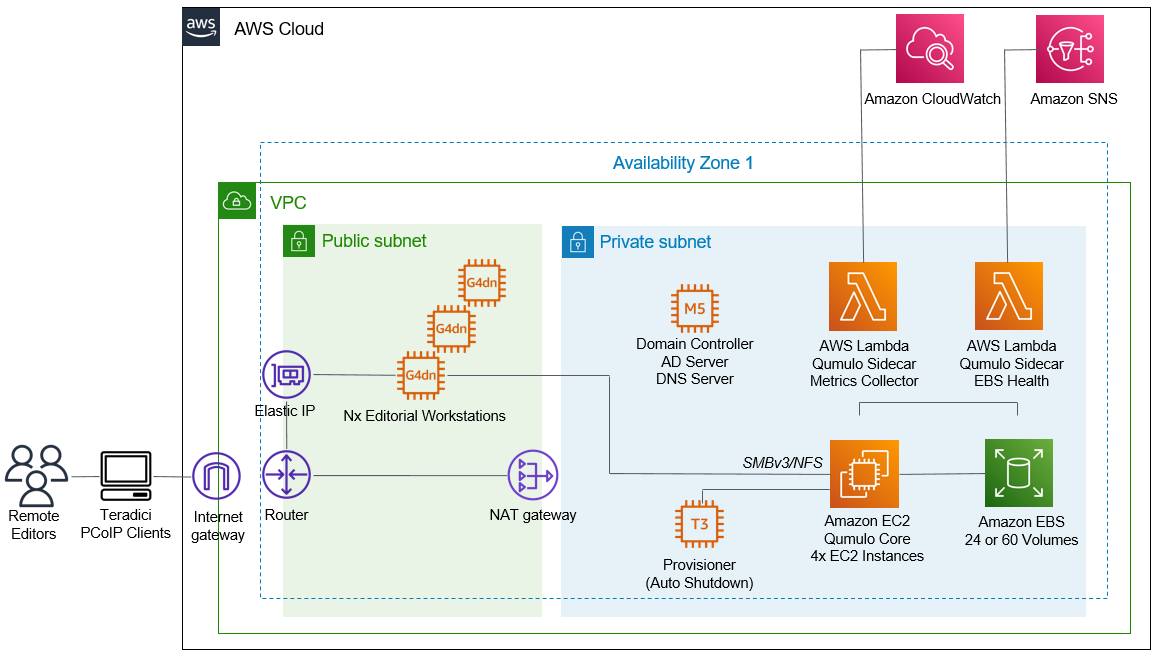 aws
AWS Cloud
Amazon CloudWatch
Amazon SNS
Availability Zone 1
VPC
Public subnet
Private subnet
G4dn
G4dn
G4dn
Nx Editorial Workstations
M5
Domain Controller
AD Server
DNS Server
AWS Lambda
Qumulo Sidecar
Metrics Collector
AWS Lambda
Qumulo Sidecar
EBS Health
Elastic IP
Remote
Editors
Teradici
PCoIP Clients
Internet
gateway
Router
NAT gateway
SMBv3/NFS
T3
Provisioner
(Auto Shutdown)
Amazon EC2
Qumulo Core
4x EC2 Instances
Amazon EBS
24 or 60 Volumes